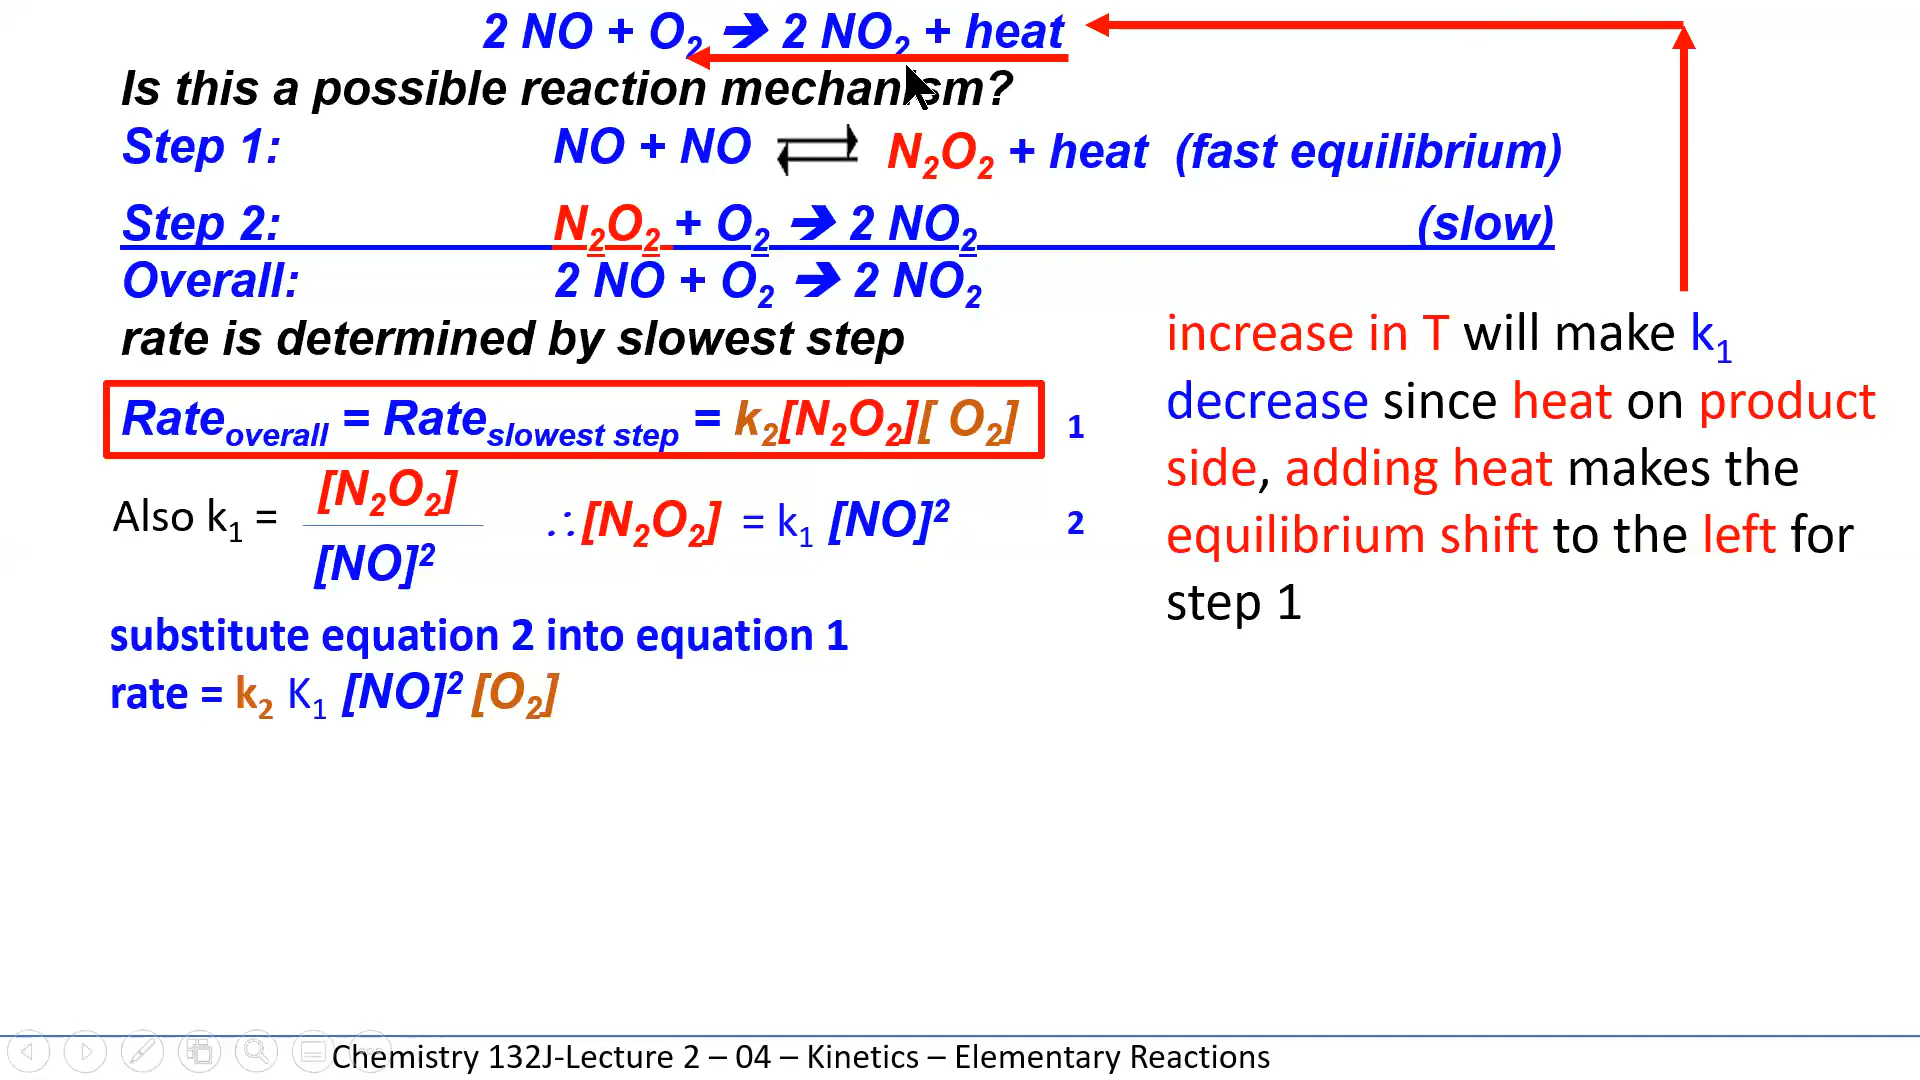 2 NO + O₂ 🡺 2 NO₂ + heat
Is this a possible reaction mechanism?
Step 1: NO + NO ⇄ N₂O₂ + heat (fast equilibrium)
Step 2: N₂O₂ + O₂ 🡺 2 NO₂ (slow)
Overall: 2 NO + O₂ 🡺 2 NO₂
rate is determined by slowest step
Rate_overall = Rate_slowest step = k₂[N₂O₂][ O₂] 1
Also k₁ = [N₂O₂] / [NO]² ∴[N₂O₂] = k₁ [NO]² 2
substitute equation 2 into equation 1
rate = k₂ K₁ [NO]² [O₂]
increase in T will make k₁
decrease since heat on product
side, adding heat makes the
equilibrium shift to the left for
step 1
Chemistry 132J-Lecture 2 – 04 – Kinetics – Elementary Reactions